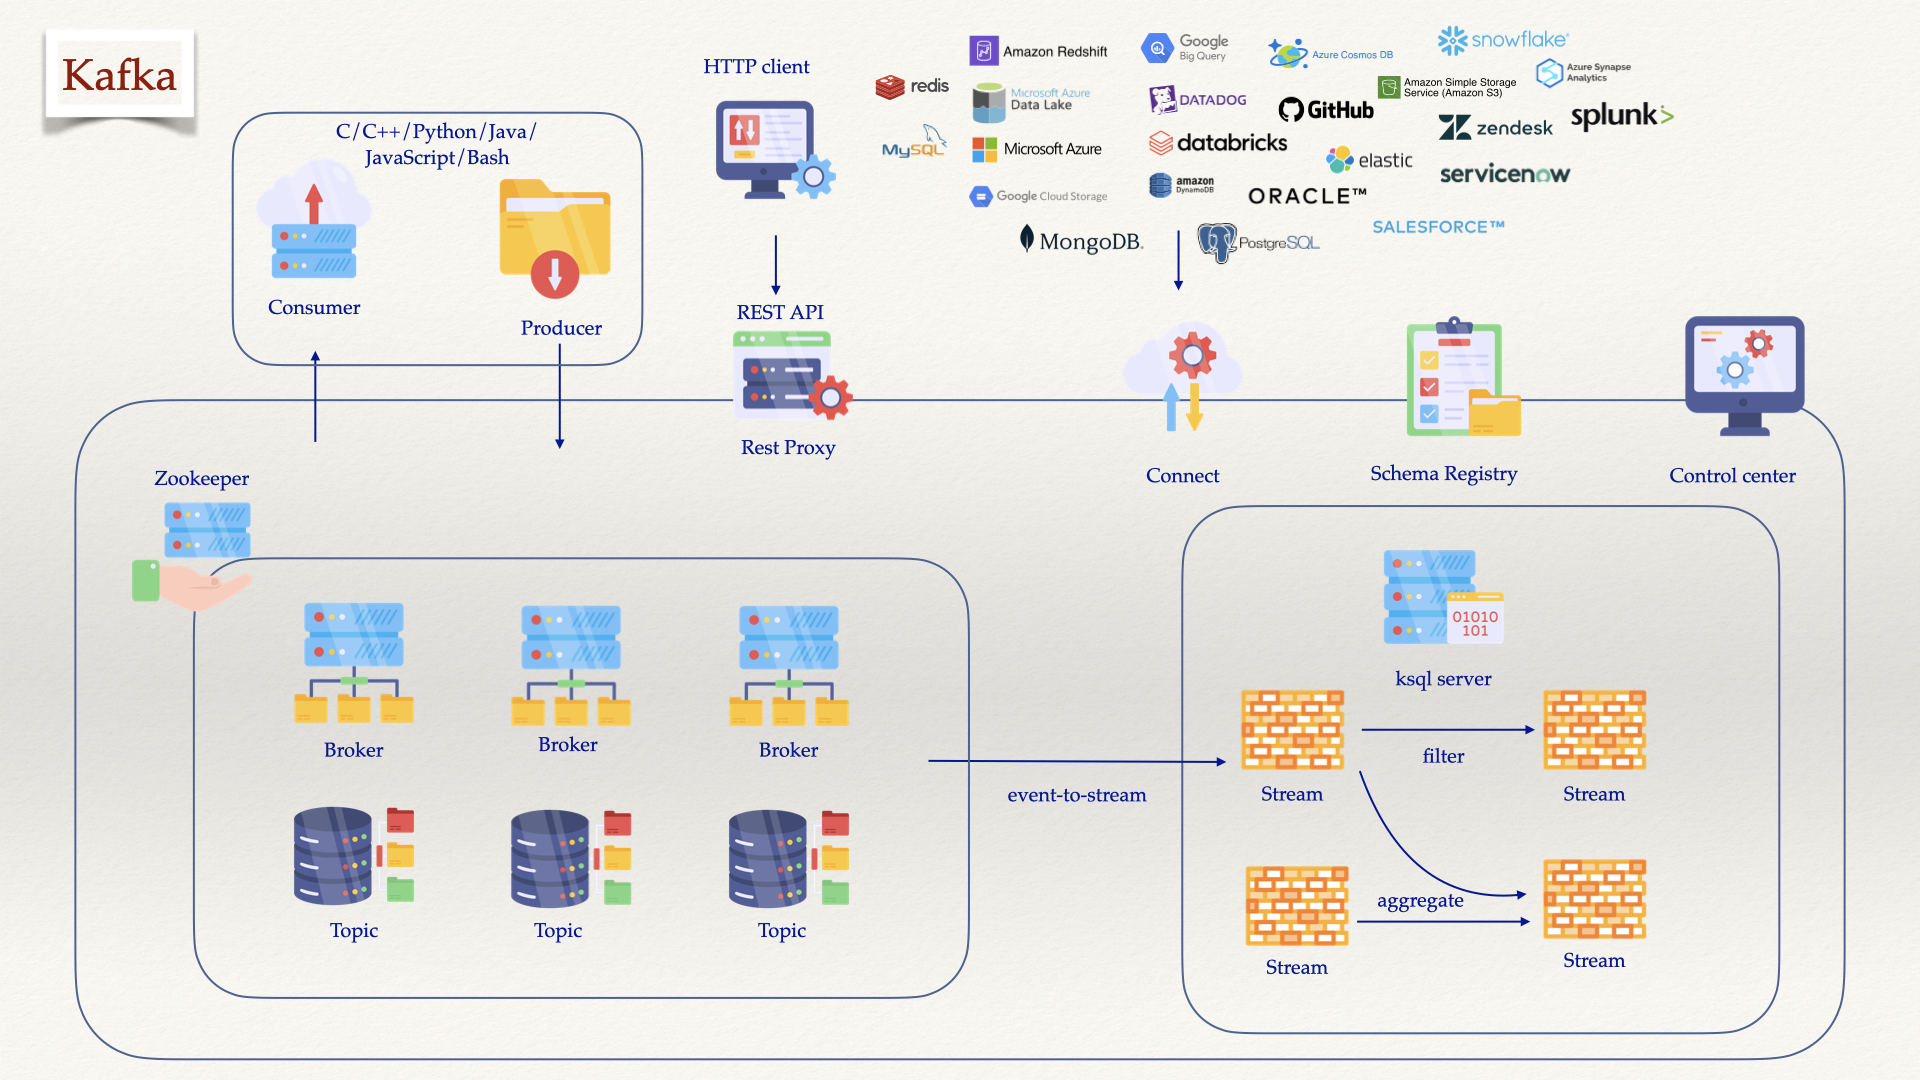 Kafka
C/C++/Python/Java/
JavaScript/Bash
Consumer
Producer
HTTP client
REST API
Rest Proxy
redis
MySQL
Amazon Redshift
Microsoft Azure
Data Lake
Microsoft Azure
Google Cloud Storage
MongoDB.
Google
Big Query
DATADOG
databricks
amazon
DynamoDB
PostgreSQL
Azure Cosmos DB
GitHub
elastic
ORACLE™
SALESFORCE™
snowflake®
Amazon Simple Storage
Service (Amazon S3)
Azure Synapse
Analytics
splunk>
zendesk
servicenow
Connect
Schema Registry
Control center
Zookeeper
Broker
Broker
Broker
Topic
Topic
Topic
event-to-stream
01010
101
ksql server
Stream
filter
Stream
aggregate
Stream
Stream